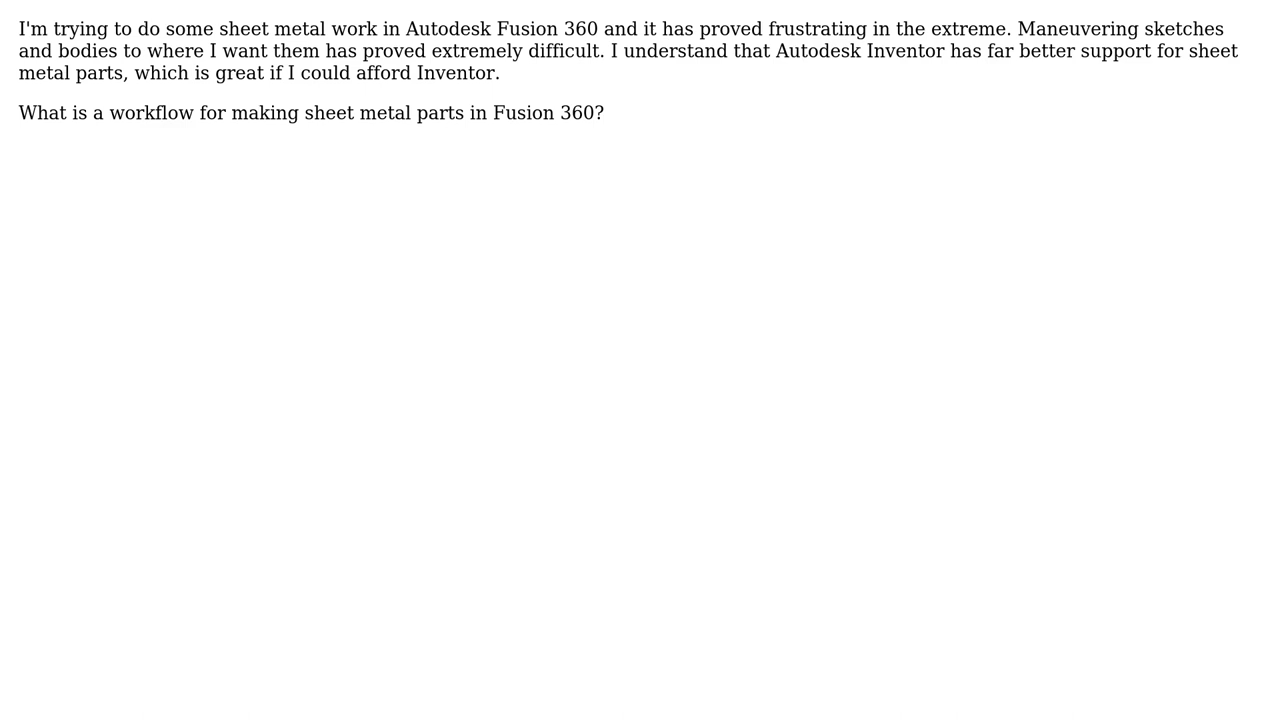 I'm trying to do some sheet metal work in Autodesk Fusion 360 and it has proved frustrating in the extreme. Maneuvering sketches
and bodies to where I want them has proved extremely difficult. I understand that Autodesk Inventor has far better support for sheet
metal parts, which is great if I could afford Inventor.
What is a workflow for making sheet metal parts in Fusion 360?